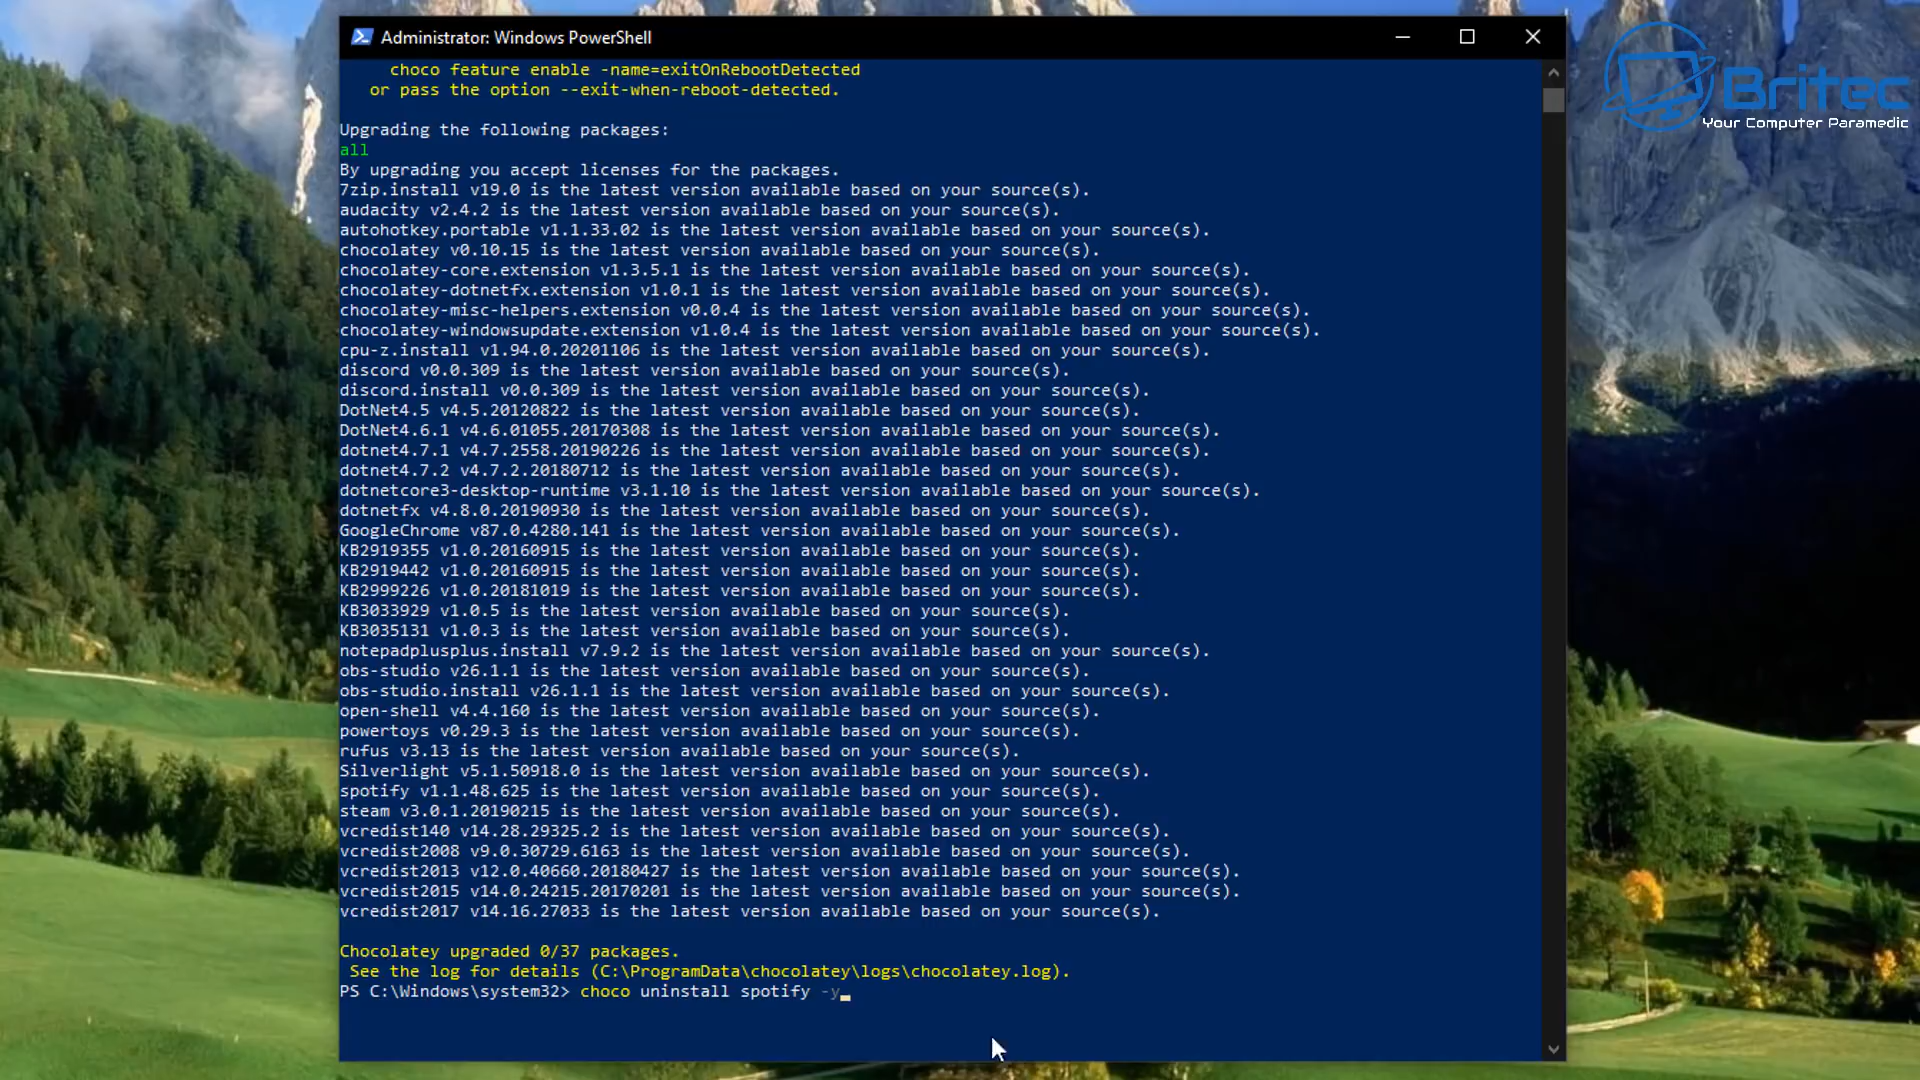 Administrator: Windows PowerShell
choco feature enable -name=exitOnRebootDetected
or pass the option --exit-when-reboot-detected.
Upgrading the following packages:
all
By upgrading you accept licenses for the packages.
7zip.install v19.0 is the latest version available based on your source(s).
audacity v2.4.2 is the latest version available based on your source(s).
autohotkey.portable v1.1.33.02 is the latest version available based on your source(s).
chocolatey v0.10.15 is the latest version available based on your source(s).
chocolatey-core.extension v1.3.5.1 is the latest version available based on your source(s).
chocolatey-dotnetfx.extension v1.0.1 is the latest version available based on your source(s).
chocolatey-misc-helpers.extension v0.0.4 is the latest version available based on your source(s).
chocolatey-windowsupdate.extension v1.0.4 is the latest version available based on your source(s).
cpu-z.install v1.94.0.20201106 is the latest version available based on your source(s).
discord v0.0.309 is the latest version available based on your source(s).
discord.install v0.0.309 is the latest version available based on your source(s).
DotNet4.5 v4.5.20120822 is the latest version available based on your source(s).
DotNet4.6.1 v4.6.01055.20170308 is the latest version available based on your source(s).
dotnet4.7.1 v4.7.2558.20190226 is the latest version available based on your source(s).
dotnet4.7.2 v4.7.2.20180712 is the latest version available based on your source(s).
dotnetcore3-desktop-runtime v3.1.10 is the latest version available based on your source(s).
dotnetfx v4.8.0.20190930 is the latest version available based on your source(s).
GoogleChrome v87.0.4280.141 is the latest version available based on your source(s).
KB2919355 v1.0.20160915 is the latest version available based on your source(s).
KB2919442 v1.0.20160915 is the latest version available based on your source(s).
KB2999226 v1.0.20181019 is the latest version available based on your source(s).
KB3033929 v1.0.5 is the latest version available based on your source(s).
KB3035131 v1.0.3 is the latest version available based on your source(s).
notepadplusplus.install v7.9.2 is the latest version available based on your source(s).
obs-studio v26.1.1 is the latest version available based on your source(s).
obs-studio.install v26.1.1 is the latest version available based on your source(s).
open-shell v4.4.160 is the latest version available based on your source(s).
powertoys v0.29.3 is the latest version available based on your source(s).
rufus v3.13 is the latest version available based on your source(s).
Silverlight v5.1.50918.0 is the latest version available based on your source(s).
spotify v1.1.48.625 is the latest version available based on your source(s).
steam v3.0.1.20190215 is the latest version available based on your source(s).
vcredist140 v14.28.29325.2 is the latest version available based on your source(s).
vcredist2008 v9.0.30729.6163 is the latest version available based on your source(s).
vcredist2013 v12.0.40660.20180427 is the latest version available based on your source(s).
vcredist2015 v14.0.24215.20170201 is the latest version available based on your source(s).
vcredist2017 v14.16.27033 is the latest version available based on your source(s).
Chocolatey upgraded 0/37 packages.
See the log for details (C:\ProgramData\chocolatey\logs\chocolatey.log).
PS C:\Windows\system32> choco uninstall spotify -y
Britec
Your Computer Paramedic